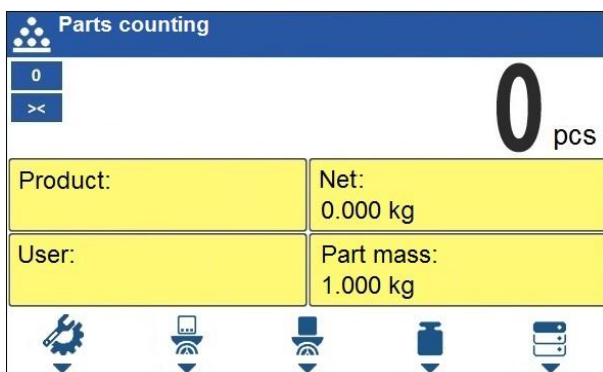 Parts counting
0
><
0 pcs
Product:
Net:
0.000 kg
User:
Part mass:
1.000 kg